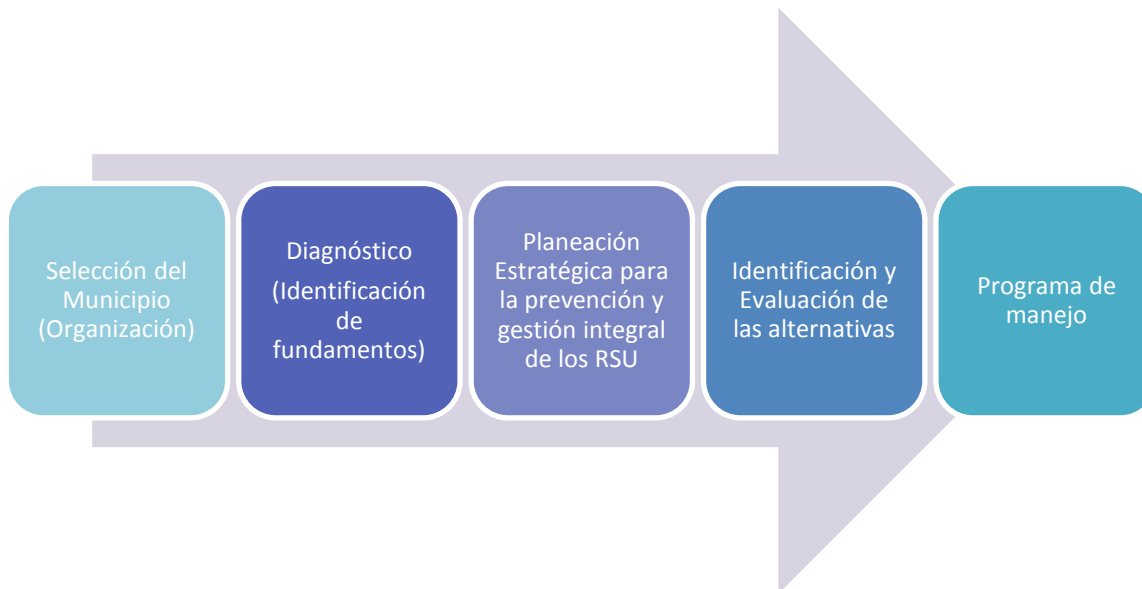 Selección del
Municipio
(Organización)
Diagnóstico
(Identificación
de
fundamentos)
Planeación
Estratégica para
la prevención y
gestión integral
de los RSU
Identificación y
Evaluación de
las alternativas
Programa de
manejo